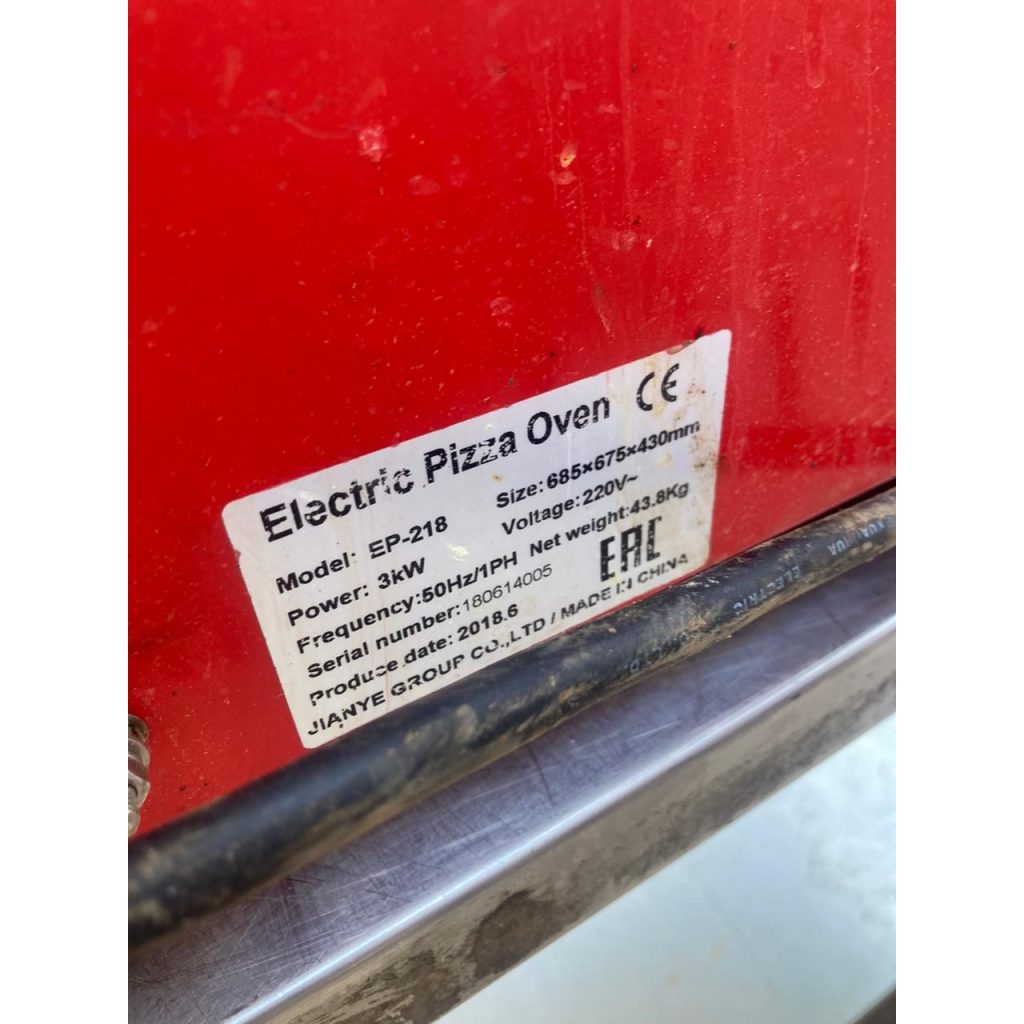 Electric Pizza Oven CE
Model: EP-218 Size:685×675×430mm
Power: 3kW Voltage:220V~
Frequency:50Hz/1PH Net weight:43.8Kg
Serial number:180614005 EAC
Produce date: 2018.6
JIANYE GROUP CO.,LTD / MADE IN CHINA
ELECTRIC